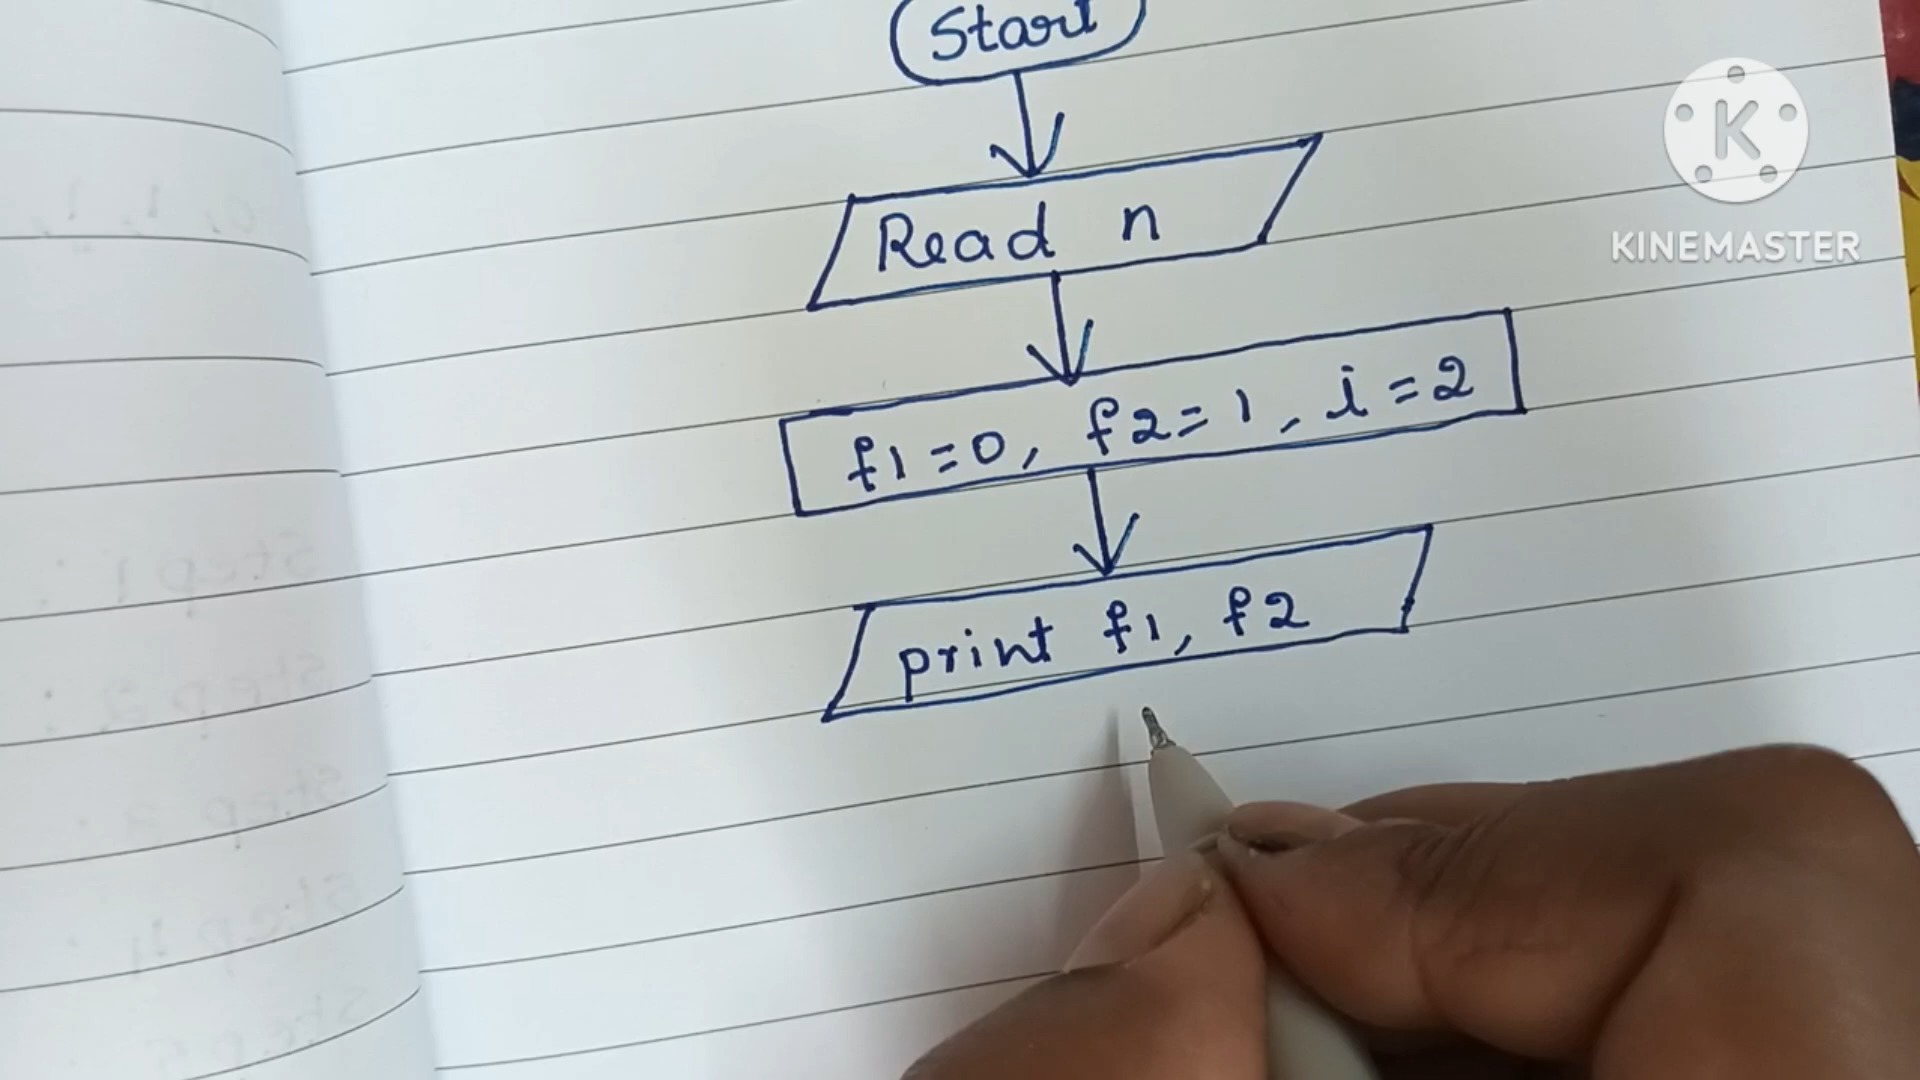 Start
Read n
f1=0, f2=1, i=2
print f1, f2
K
KINEMASTER